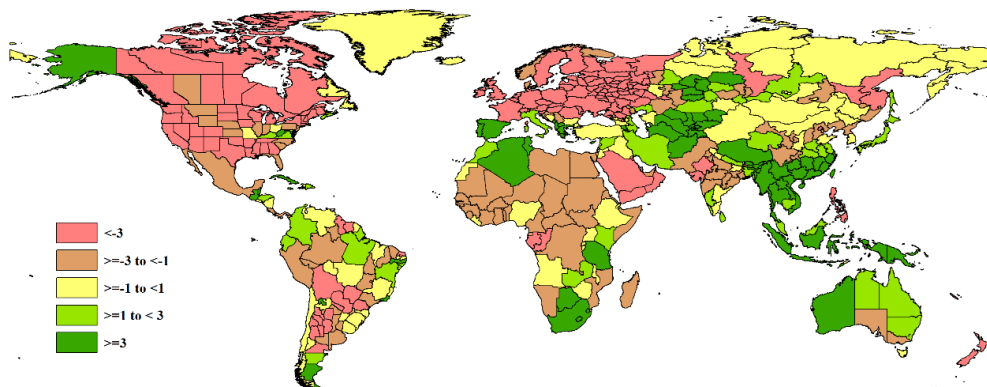 <-3
>=-3 to <-1
>=-1 to <1
>=1 to < 3
>=3